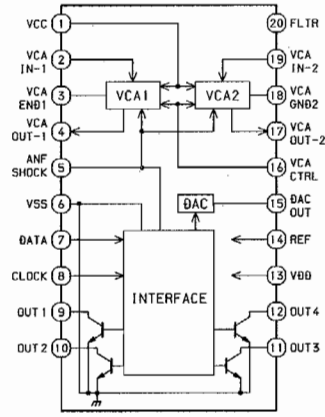 VCC 1
VCA IN-1 2
VCA END1 3
VCA OUT-1 4
ANF SHOCK 5
VSS 6
DATA 7
CLOCK 8
OUT1 9
OUT2 10
20 FLTR
19 VCA IN-2
18 VCA GND2
17 VCA OUT-2
16 VCA CTRL
15 DAC OUT
14 REF
13 VDD
12 OUT4
11 OUT3
VCA1
VCA2
DAC
INTERFACE